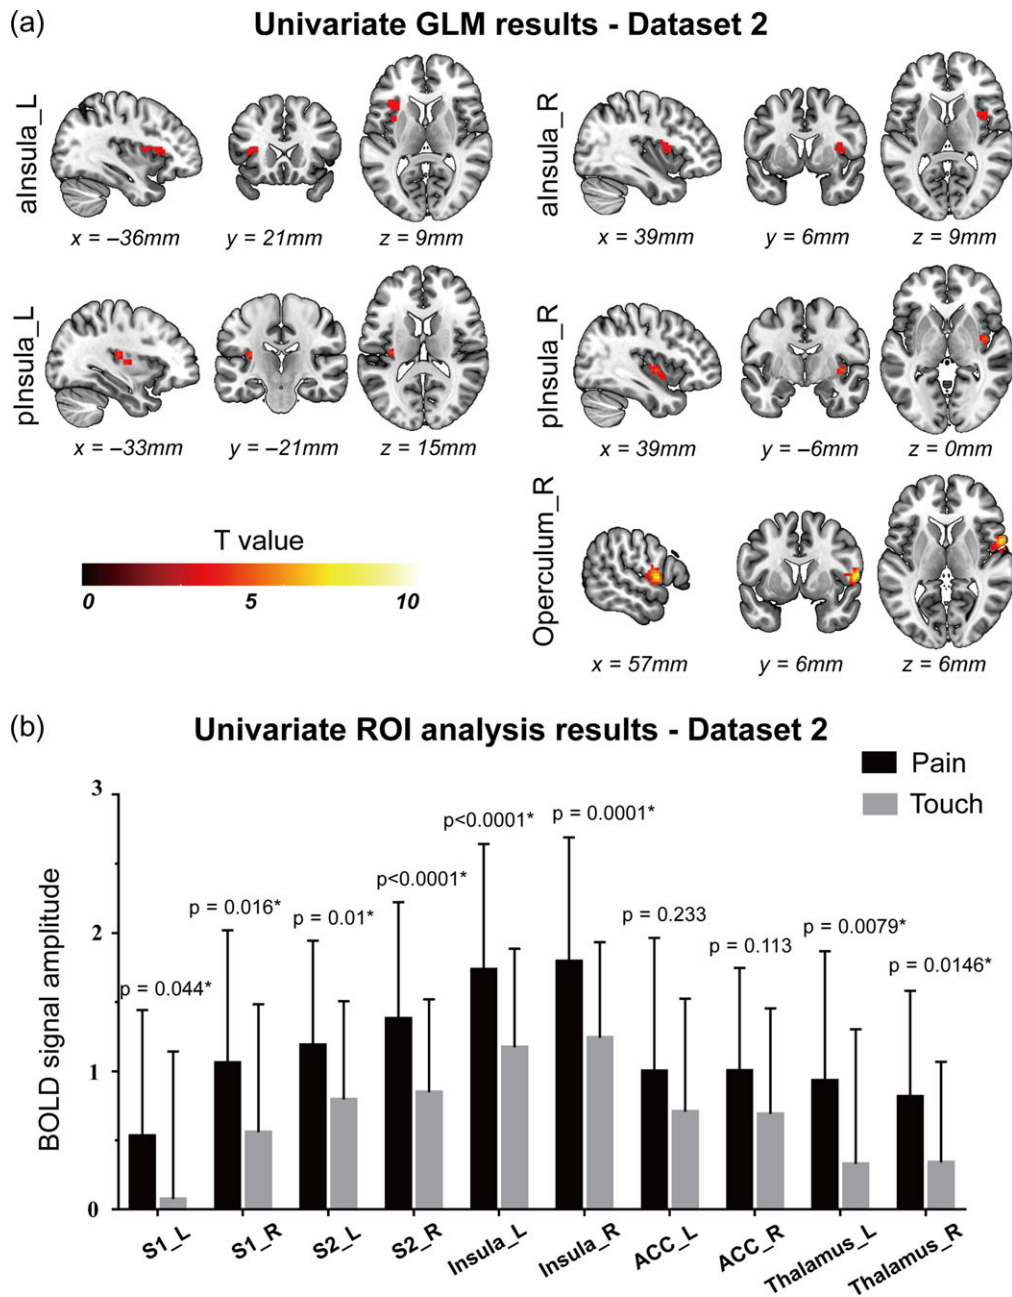 (a)
Univariate GLM results - Dataset 2
aInsula_L
x = –36mm
y = 21mm
z = 9mm
aInsula_R
x = 39mm
y = 6mm
z = 9mm
pInsula_L
x = –33mm
y = –21mm
z = 15mm
pInsula_R
x = 39mm
y = –6mm
z = 0mm
T value
0
5
10
Operculum_R
x = 57mm
y = 6mm
z = 6mm
(b)
Univariate ROI analysis results - Dataset 2
Pain
Touch
BOLD signal amplitude
3
2
1
0
p = 0.044*
p = 0.016*
p = 0.01*
p<0.0001*
p<0.0001*
p = 0.0001*
p = 0.233
p = 0.113
p = 0.0079*
p = 0.0146*
S1_L
S1_R
S2_L
S2_R
Insula_L
Insula_R
ACC_L
ACC_R
Thalamus_L
Thalamus_R